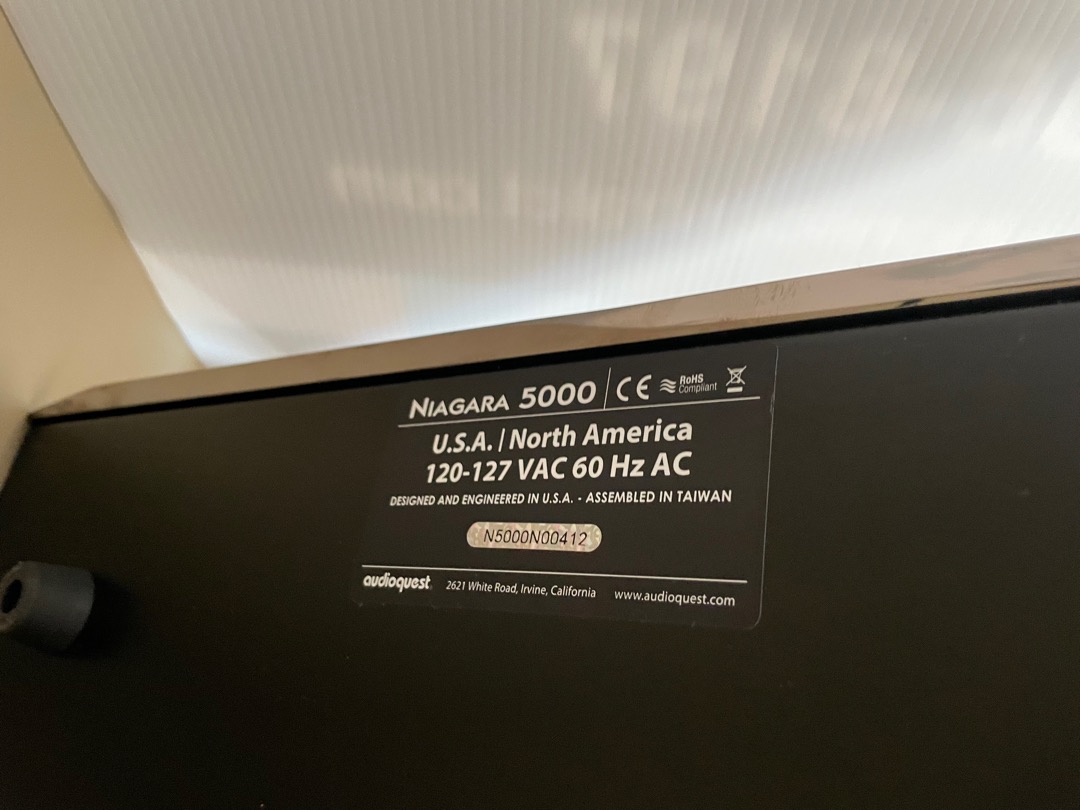 NIAGARA 5000 CE RoHS Compliant
U.S.A. | North America
120-127 VAC 60 Hz AC
DESIGNED AND ENGINEERED IN U.S.A. - ASSEMBLED IN TAIWAN
N5000N00412
audioquest 2621 White Road, Irvine, California www.audioquest.com